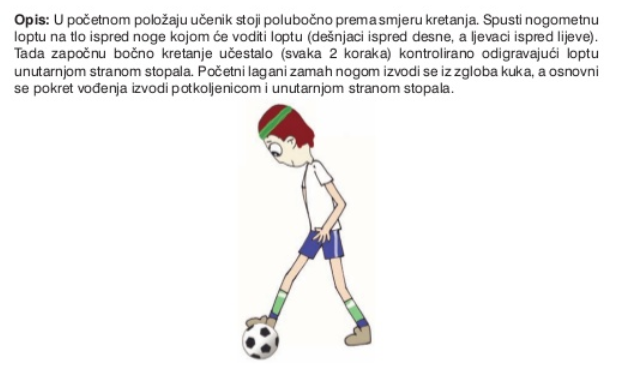 Opis: U početnom položaju učenik stoji polubočno prema smjeru kretanja. Spusti nogometnu
loptu na tlo ispred noge kojom će voditi loptu (dešnjaci ispred desne, a ljevaci ispred lijeve).
Tada započnu bočno kretanje učestalo (svaka 2 koraka) kontrolirano odigravajući loptu
unutarnjom stranom stopala. Početni lagani zamah nogom izvodi se iz zgloba kuka, a osnovni
se pokret vođenja izvodi potkoljenicom i unutarnjom stranom stopala.